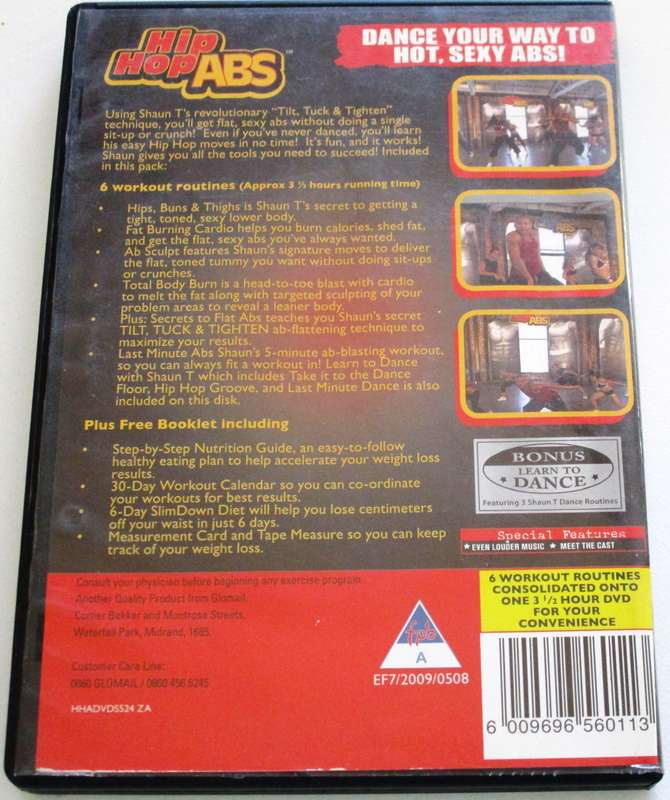 Hip Hop ABS™
DANCE YOUR WAY TO
HOT, SEXY ABS!
Using Shaun T's revolutionary "Tilt, Tuck & Tighten"
technique, you'll get flat, sexy abs without doing a single
sit-up or crunch! Even if you've never danced, you'll learn
his easy Hip Hop moves in no time! It's fun, and it works!
Shaun gives you all the tools you need to succeed! Included
in this pack:
6 workout routines (Approx 3 ½ hours running time)
• Hips, Buns & Thighs is Shaun T's secret to getting a
tight, toned, sexy lower body.
• Fat Burning Cardio helps you burn calories, shed fat,
and get the flat, sexy abs you've always wanted.
• Ab Sculpt features Shaun's signature moves to deliver
the flat, toned tummy you want without doing sit-ups
or crunches.
• Total Body Burn is a head-to-toe blast with cardio
to melt the fat along with targeted sculpting of your
problem areas to reveal a leaner body.
• Plus: Secrets to Flat Abs teaches you Shaun's secret
TILT, TUCK & TIGHTEN ab-flattening technique to
maximize your results.
• Last Minute Abs Shaun's 5-minute ab-blasting workout,
so you can always fit a workout in! Learn to Dance
with Shaun T which includes Take it to the Dance
Floor, Hip Hop Groove, and Last Minute Dance is also
included on this disk.
Plus Free Booklet including
• Step-by-Step Nutrition Guide, an easy-to-follow
healthy eating plan to help accelerate your weight loss
results.
• 30-Day Workout Calendar so you can co-ordinate
your workouts for best results.
• 6-Day SlimDown Diet will help you lose centimeters
off your waist in just 6 days.
• Measurement Card and Tape Measure so you can keep
track of your weight loss.
ABS
ABS
BONUS
LEARN TO
★ DANCE ★
Featuring 3 Shaun T Dance Routines
Special Features
★ EVEN LOUDER MUSIC ★ MEET THE CAST
Consult your physician before beginning any exercise program.
Another Quality Product from Glomail.
Corner Bekker and Montrose Streets,
Waterfall Park, Midrand, 1685.
Customer Care Line:
0860 GLOMAIL / 0860 456 6245
HHADVDSS24 ZA
fpb
A
EF7/2009/0508
6 WORKOUT ROUTINES
CONSOLIDATED ONTO
ONE 3 1/2 HOUR DVD
FOR YOUR
CONVENIENCE
6 009696 560113